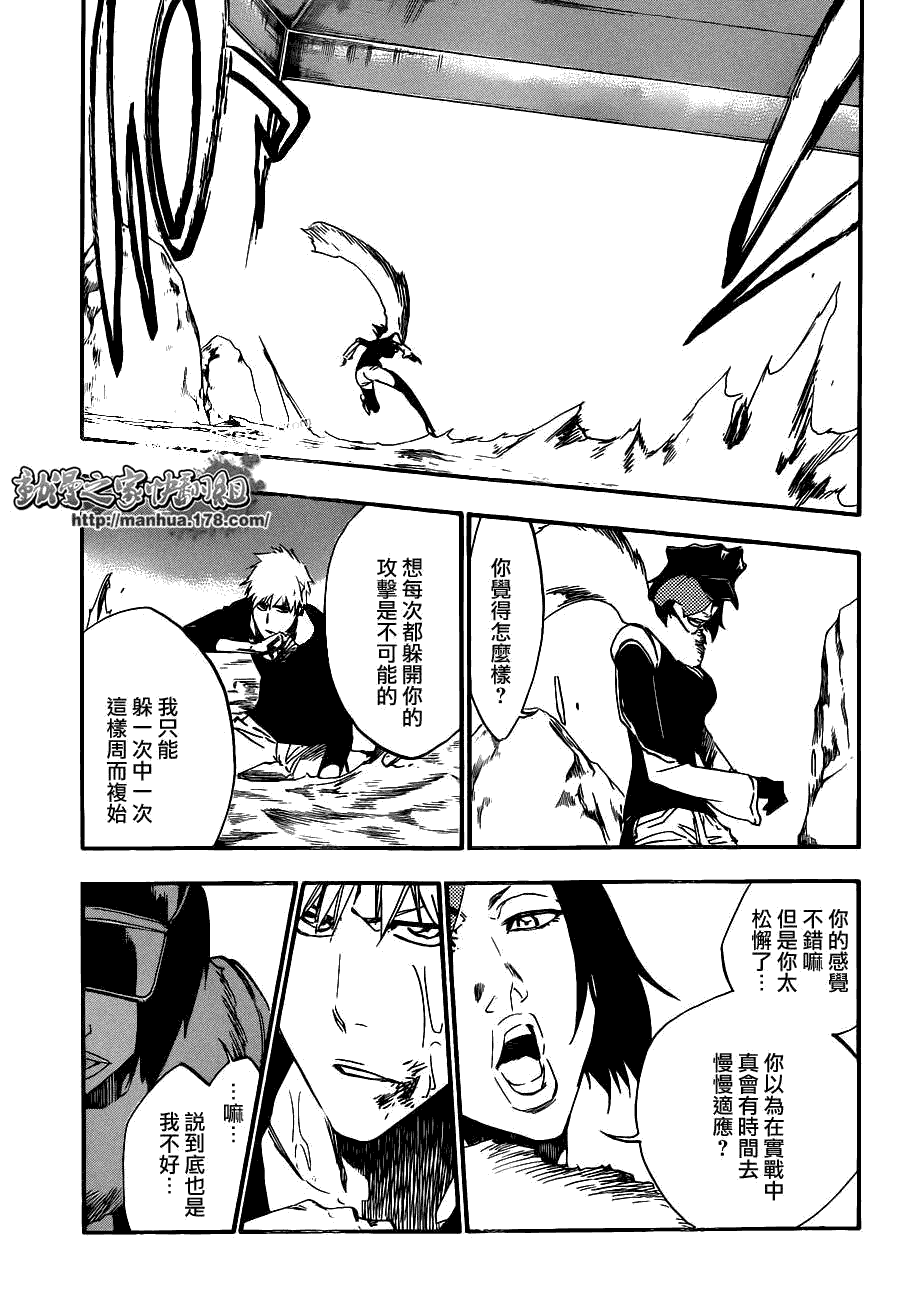 動漫之家快翻組
http://manhua.178.com/
你覺得怎麼樣？
想每次都躲開你的
攻擊是不可能的
我只能
躲一次中一次
這樣周而複始
你的感覺
不錯嘛
但是你太
松懈了…
你以為在實戰中
真會有時間去
慢慢適應？
…嘛…
説到底也是
我不好…